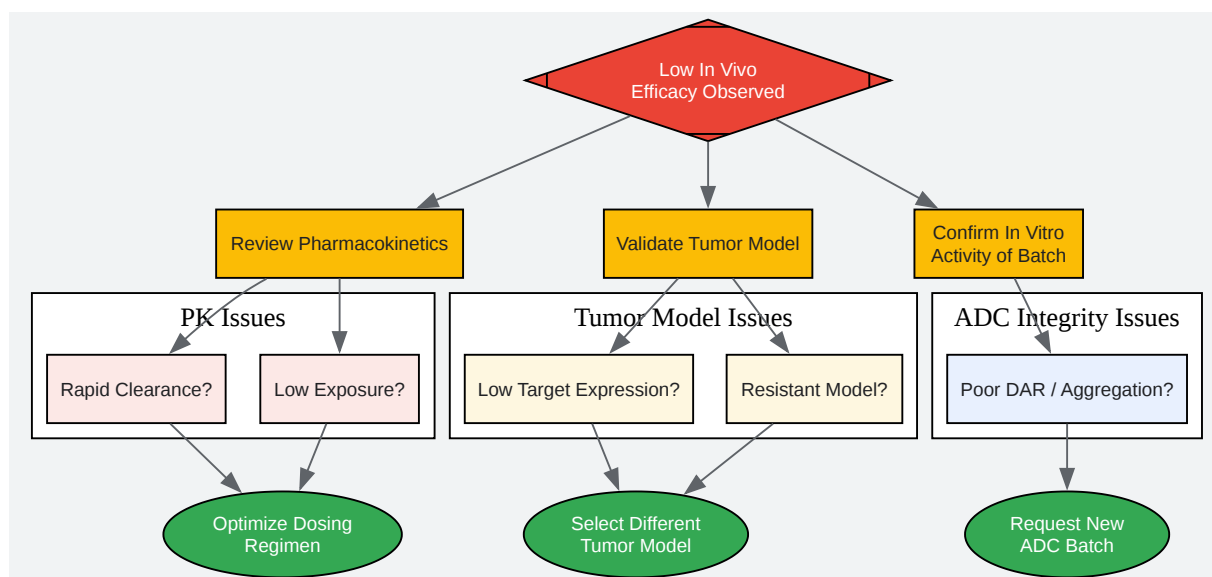 Low In Vivo
Efficacy Observed
Review Pharmacokinetics
Validate Tumor Model
Confirm In Vitro
Activity of Batch
PK Issues
Tumor Model Issues
ADC Integrity Issues
Rapid Clearance?
Low Exposure?
Low Target Expression?
Resistant Model?
Poor DAR / Aggregation?
Optimize Dosing
Regimen
Select Different
Tumor Model
Request New
ADC Batch